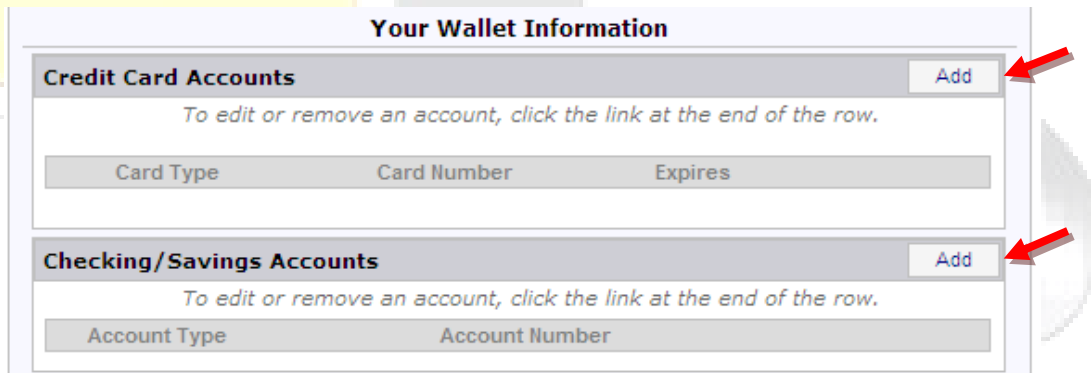 Your Wallet Information
Credit Card Accounts Add
To edit or remove an account, click the link at the end of the row.
Card Type Card Number Expires
Checking/Savings Accounts Add
To edit or remove an account, click the link at the end of the row.
Account Type Account Number